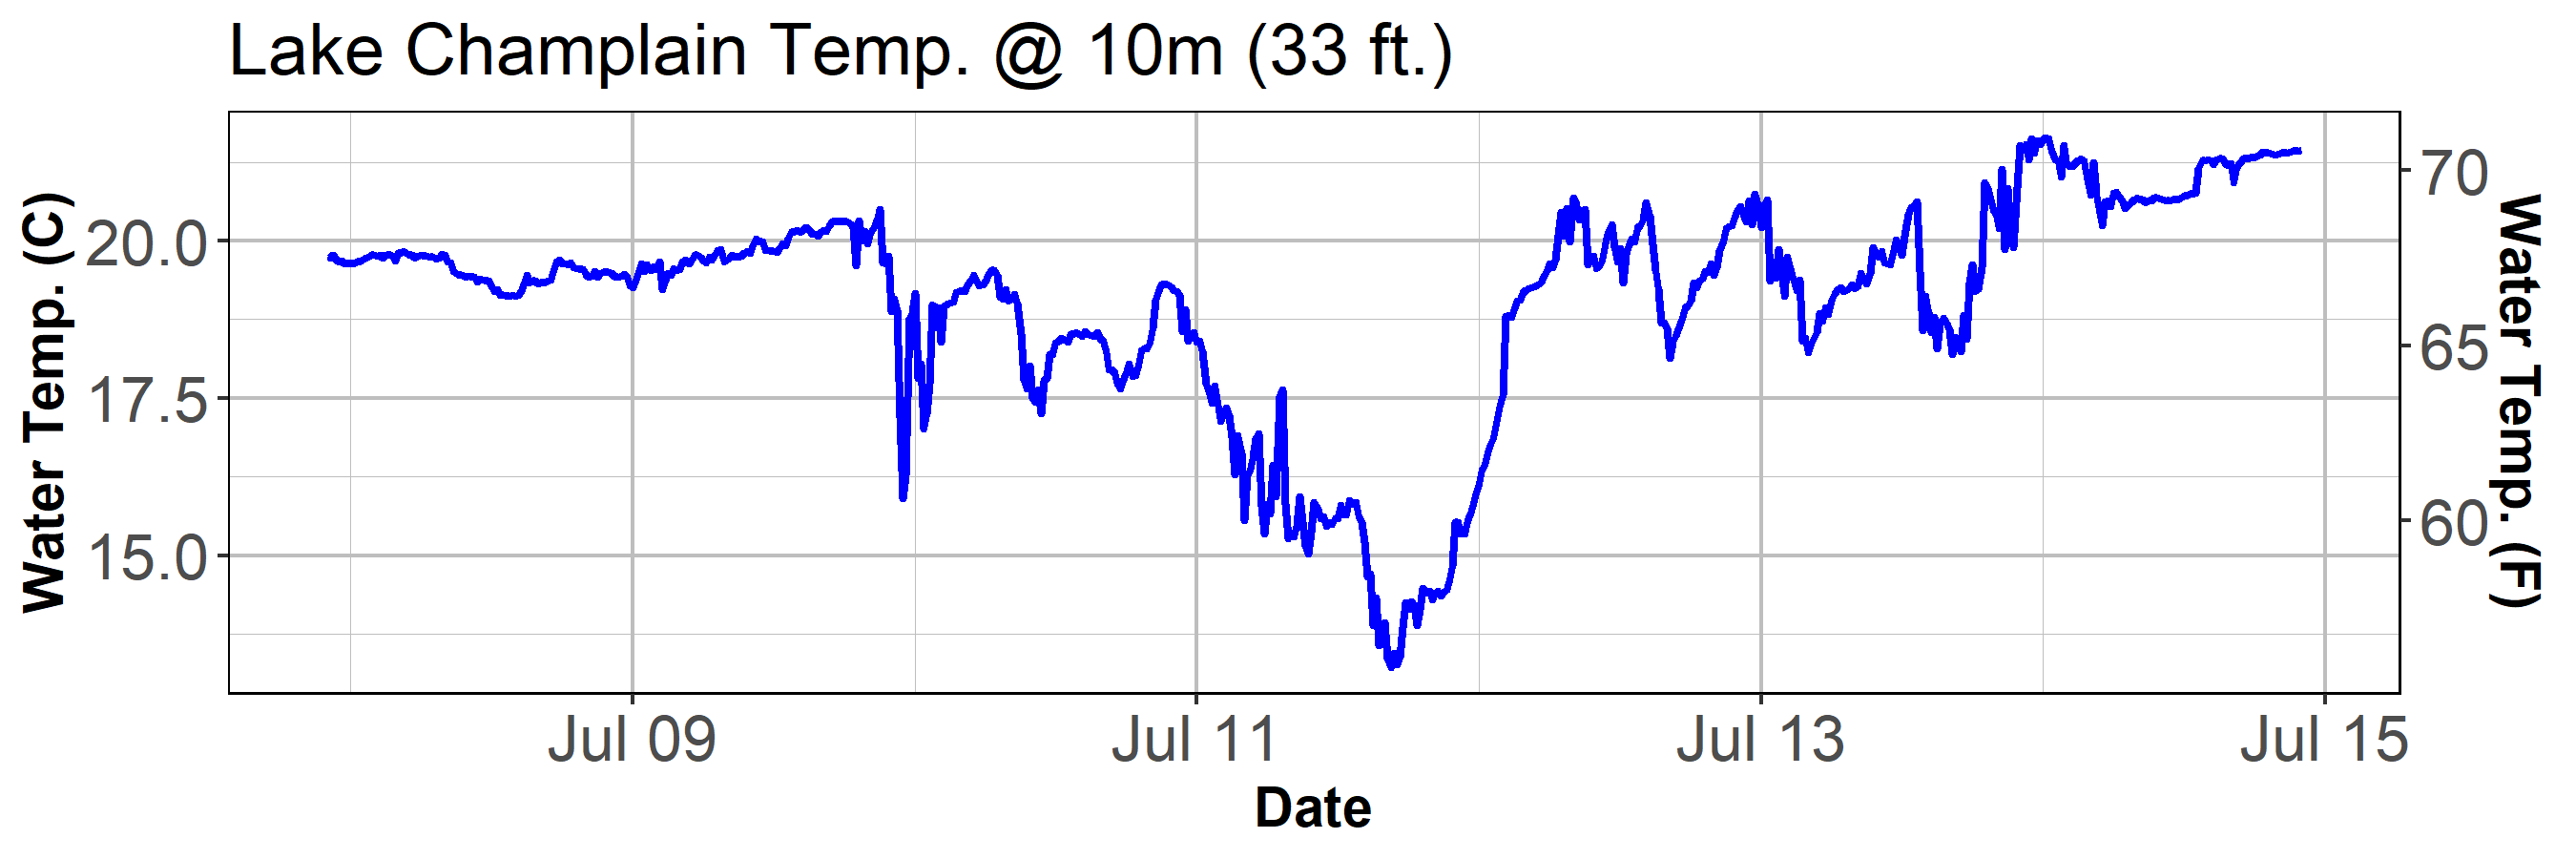 Lake Champlain Temp. @ 10m (33 ft.)
Water Temp. (C)
20.0
17.5
15.0
70
65
60
Water Temp. (F)
Jul 09 Jul 11 Jul 13 Jul 15
Date